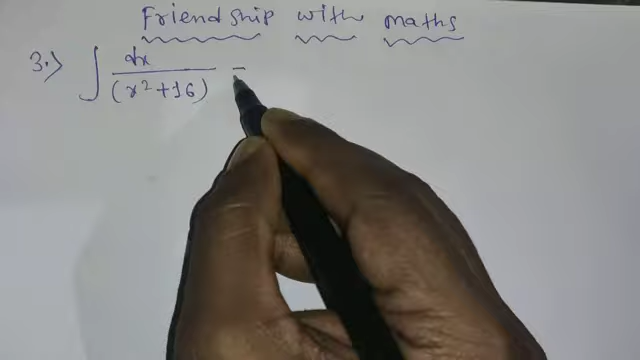 Friendship with maths
3.) ∫ dx/(x²+16) =